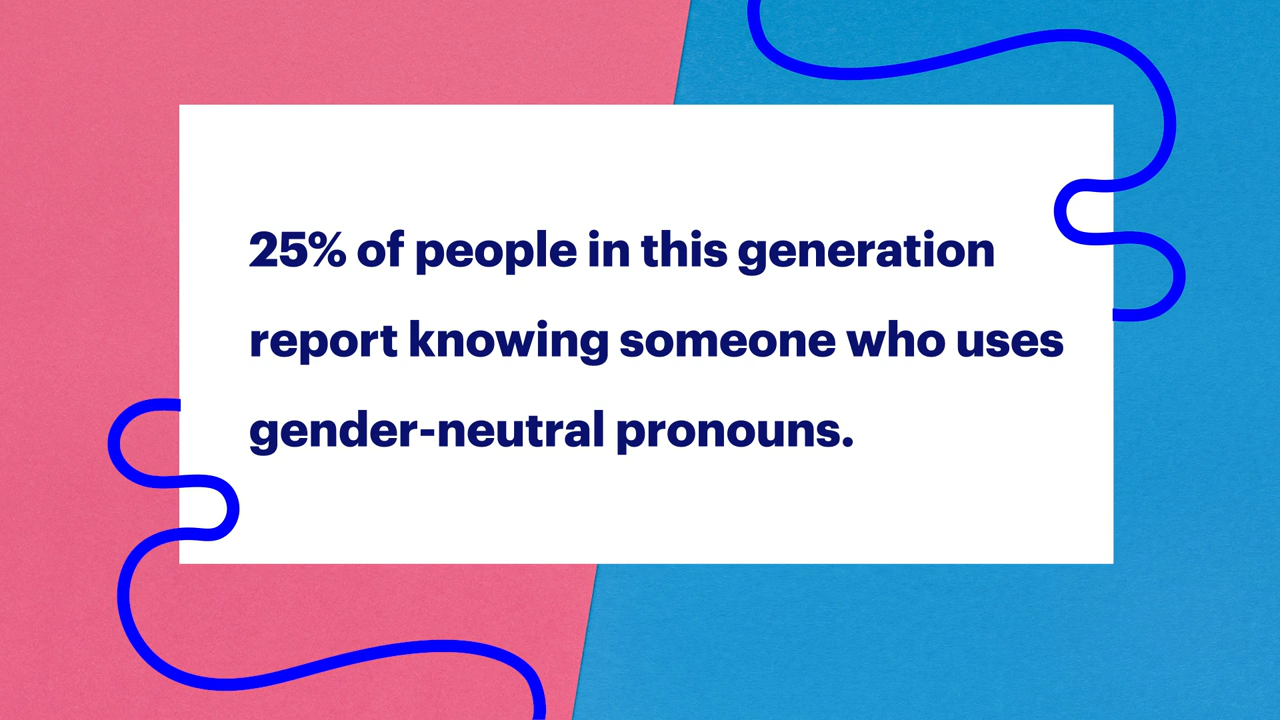 25% of people in this generation
report knowing someone who uses
gender-neutral pronouns.